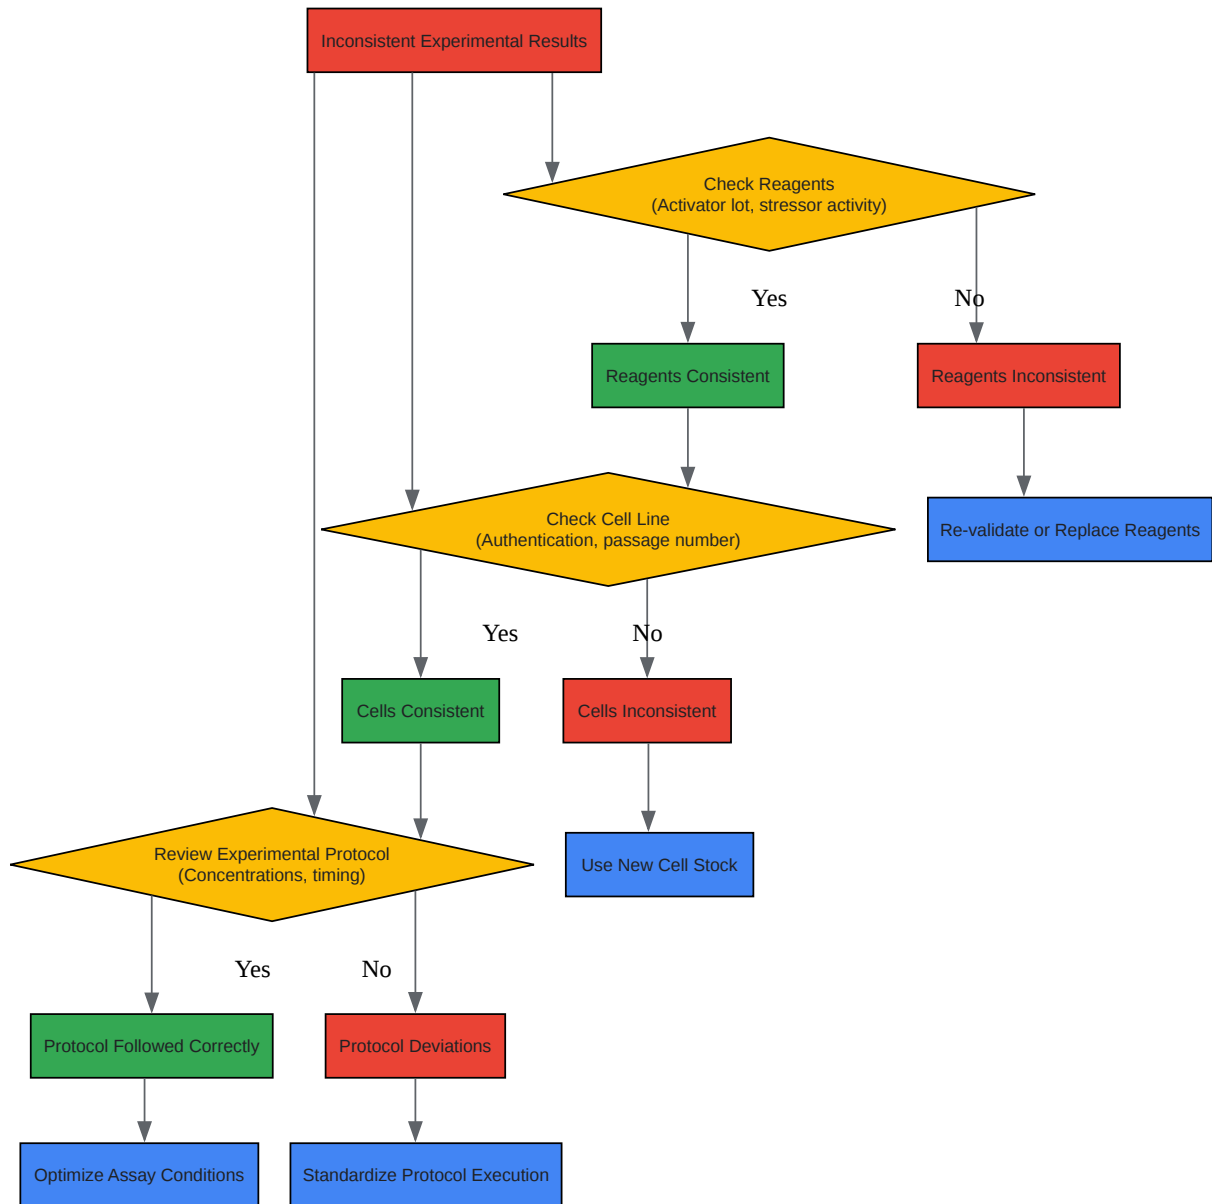 Inconsistent Experimental Results
Check Reagents
(Activator lot, stressor activity)
Yes
No
Reagents Consistent
Reagents Inconsistent
Check Cell Line
(Authentication, passage number)
Re-validate or Replace Reagents
Yes
No
Cells Consistent
Cells Inconsistent
Review Experimental Protocol
(Concentrations, timing)
Use New Cell Stock
Yes
No
Protocol Followed Correctly
Protocol Deviations
Optimize Assay Conditions
Standardize Protocol Execution